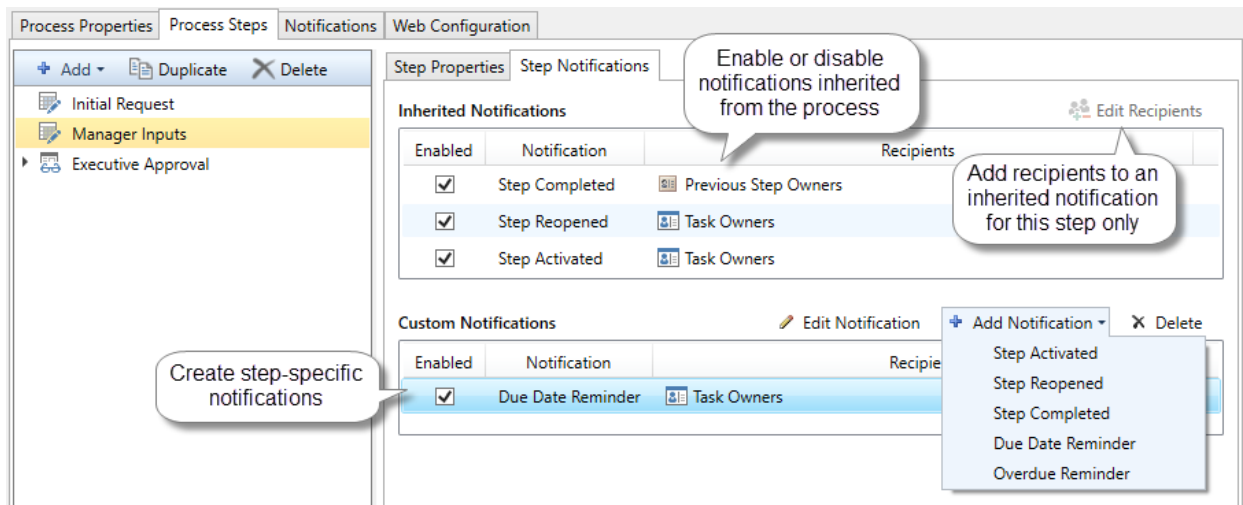 Process Properties Process Steps Notifications Web Configuration
Add Duplicate Delete
Initial Request
Manager Inputs
Executive Approval
Step Properties Step Notifications
Enable or disable
notifications inherited
from the process
Inherited Notifications Edit Recipients
Enabled Notification Recipients
Step Completed Previous Step Owners
Step Reopened Task Owners
Step Activated Task Owners
Add recipients to an
inherited notification
for this step only
Custom Notifications Edit Notification Add Notification Delete
Enabled Notification Recipie
Due Date Reminder Task Owners
Create step-specific
notifications
Step Activated
Step Reopened
Step Completed
Due Date Reminder
Overdue Reminder